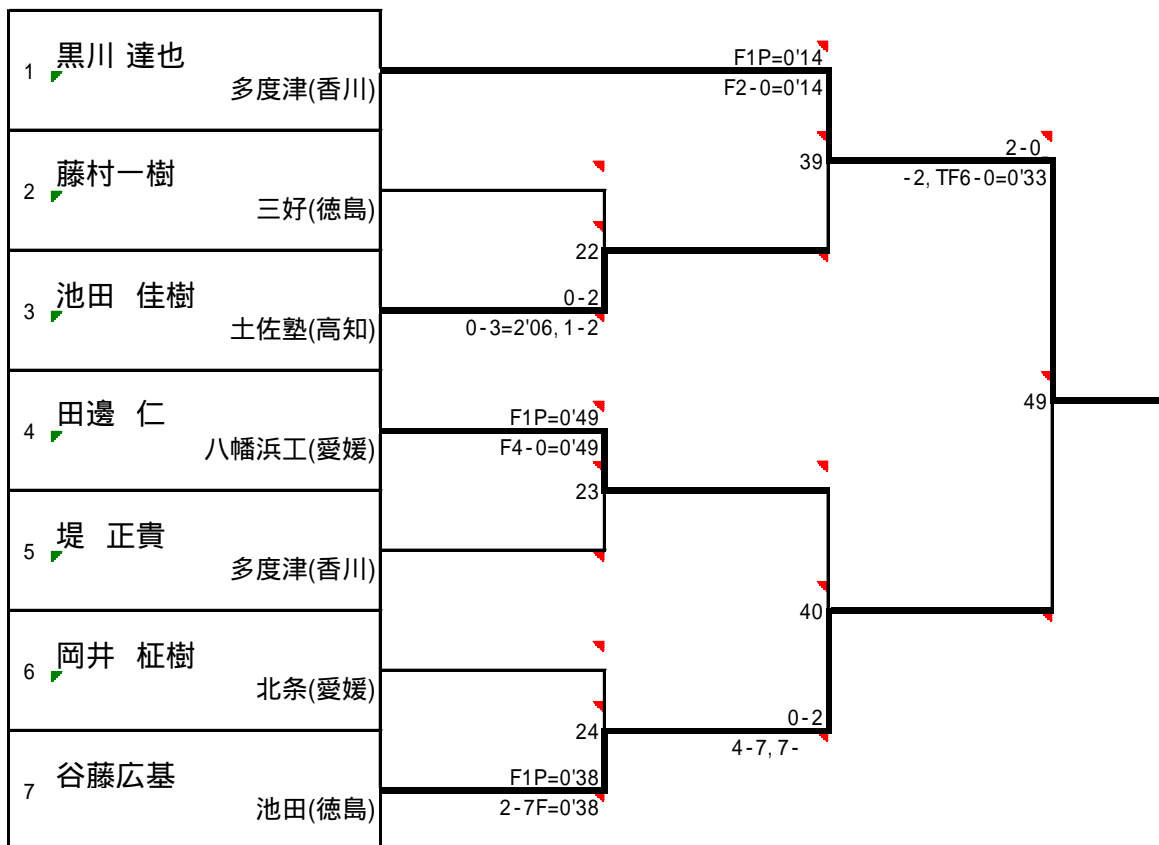 1 黒川 達也
多度津(香川)
F1P=0'14
F2-0=0'14
2 藤村一樹
三好(徳島)
39
2-0
-2, TF6-0=0'33
22
3 池田 佳樹
土佐塾(高知)
0-2
0-3=2'06, 1-2
4 田邊 仁
八幡浜工(愛媛)
F1P=0'49
F4-0=0'49
49
23
5 堤 正貴
多度津(香川)
40
6 岡井 柾樹
北条(愛媛)
24
0-2
4-7, 7-
7 谷藤広基
池田(徳島)
F1P=0'38
2-7F=0'38